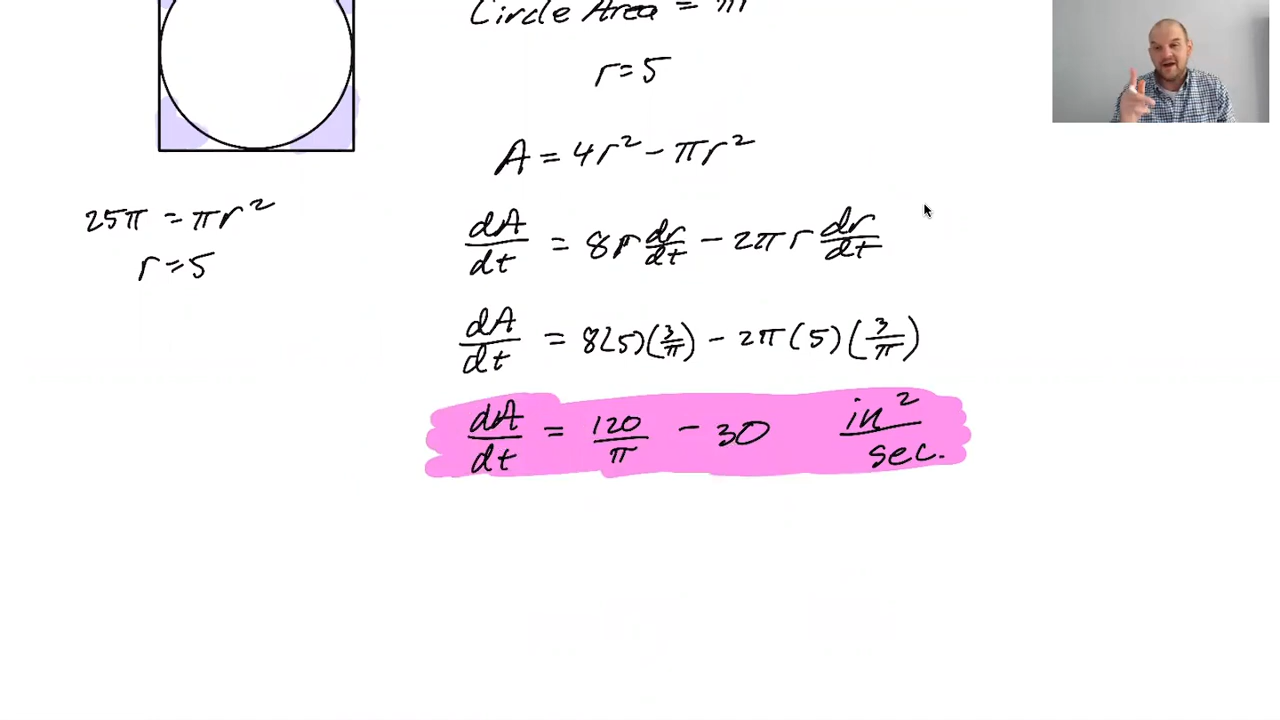 Circle Area = π
r=5
A = 4r² - πr²
25π = πr²
r=5
dA/dt = 8r dr/dt - 2πr dr/dt
dA/dt = 8(5)(3/π) - 2π(5)(3/π)
dA/dt = 120/π - 30 in²/sec.